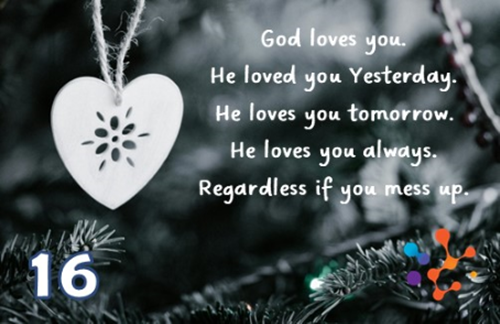 God loves you.
He loved you Yesterday.
He loves you tomorrow.
He loves you always.
Regardless if you mess up.
16